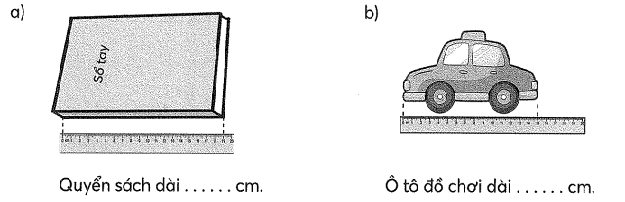 a)
b)
Sổ tay
Quyển sách dài ...... cm.
Ô tô đồ chơi dài ...... cm.